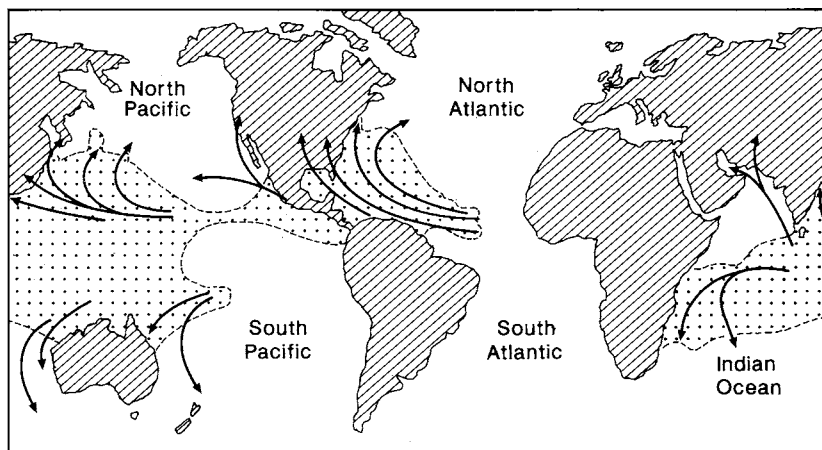 North
Pacific
North
Atlantic
South
Pacific
South
Atlantic
Indian
Ocean